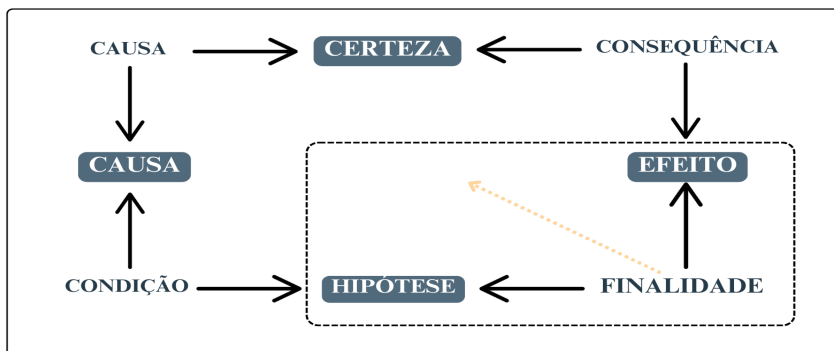 CAUSA
CERTEZA
CONSEQUÊNCIA
CAUSA
EFEITO
CONDIÇÃO
HIPÓTESE
FINALIDADE